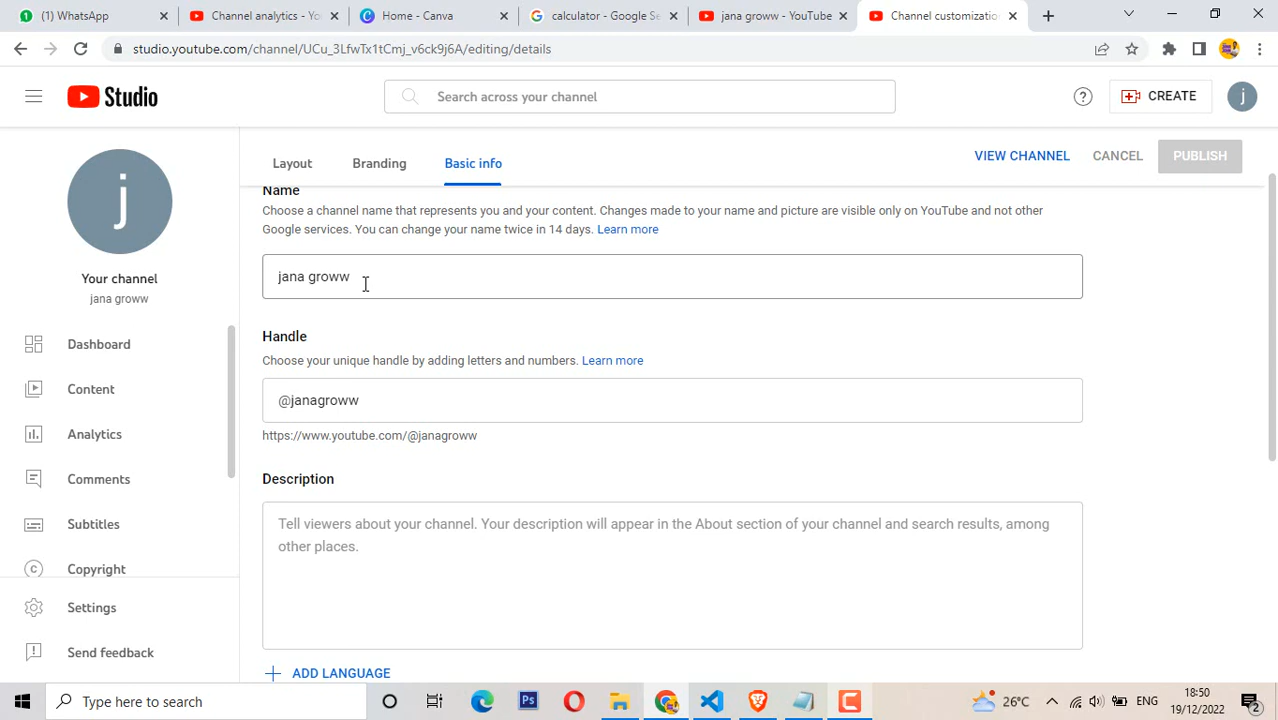 (1) WhatsApp
Channel analytics - Yo
Home - Canva
calculator - Google Se
jana groww - YouTube
Channel customizatio
studio.youtube.com/channel/UCu_3LfwTx1tCmj_v6ck9j6A/editing/details
Studio
Search across your channel
CREATE
j
j
Your channel
jana groww
Dashboard
Content
Analytics
Comments
Subtitles
Copyright
Settings
Send feedback
Layout
Branding
Basic info
VIEW CHANNEL
CANCEL
PUBLISH
Name
Choose a channel name that represents you and your content. Changes made to your name and picture are visible only on YouTube and not other
Google services. You can change your name twice in 14 days. Learn more
jana groww
Handle
Choose your unique handle by adding letters and numbers. Learn more
@janagroww
https://www.youtube.com/@janagroww
Description
Tell viewers about your channel. Your description will appear in the About section of your channel and search results, among
other places.
ADD LANGUAGE
Type here to search
Ps
26°C
ENG
18:50
19/12/2022
2